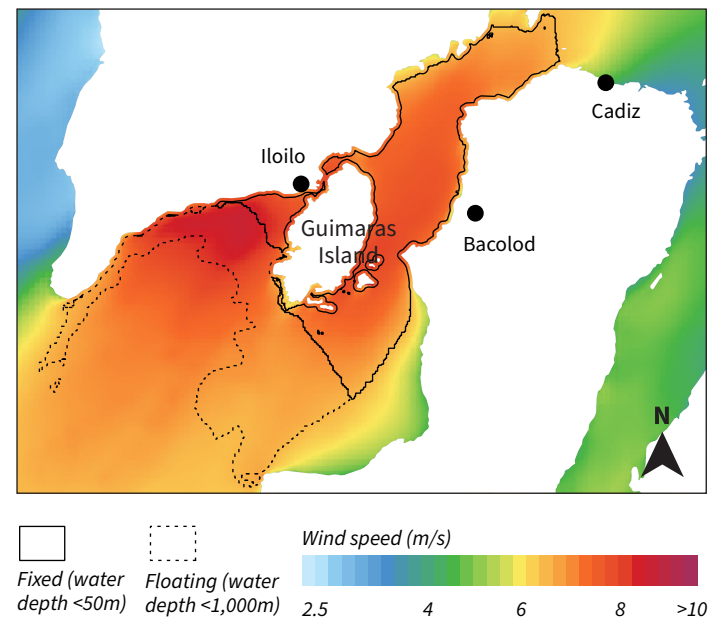 Cadiz
Iloilo
Guimaras
Island
Bacolod
N
Wind speed (m/s)
Fixed (water
depth <50m)
Floating (water
depth <1,000m)
2.5 4 6 8 >10